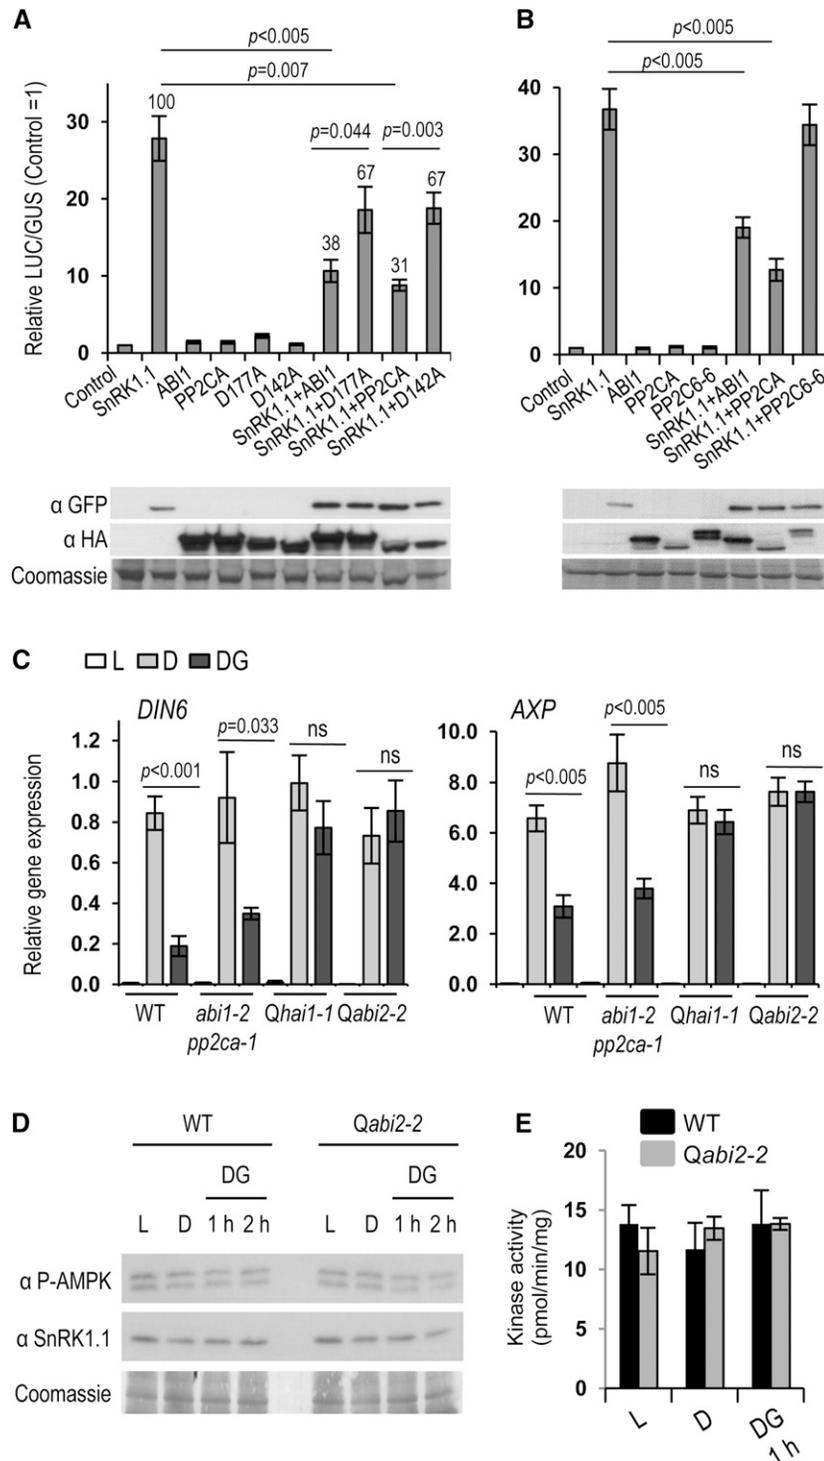 A
p<0.005
p=0.007
100
p=0.044
p=0.003
67
67
38
31
Relative LUC/GUS (Control =1)
30
20
10
0
Control
SnRK1.1
ABI1
PP2CA
D177A
D142A
SnRK1.1+ABI1
SnRK1.1+D177A
SnRK1.1+PP2CA
SnRK1.1+D142A
α GFP
α HA
Coomassie
B
p<0.005
p<0.005
40
30
20
10
0
Control
SnRK1.1
ABI1
PP2CA
PP2C6-6
SnRK1.1+ABI1
SnRK1.1+PP2CA
SnRK1.1+PP2C6-6
C
L D DG
DIN6
p<0.001
p=0.033
ns
ns
Relative gene expression
1.2
1.0
0.8
0.6
0.4
0.2
0.0
WT
abi1-2
pp2ca-1
Qhai1-1
Qabi2-2
AXP
p<0.005
p<0.005
ns
ns
10.0
8.0
6.0
4.0
2.0
0.0
WT
abi1-2
pp2ca-1
Qhai1-1
Qabi2-2
D
WT
Qabi2-2
DG
DG
L D 1 h 2 h
L D 1 h 2 h
α P-AMPK
α SnRK1.1
Coomassie
E
WT
Qabi2-2
Kinase activity
(pmol/min/mg)
20
15
10
5
0
L
D
DG
1 h